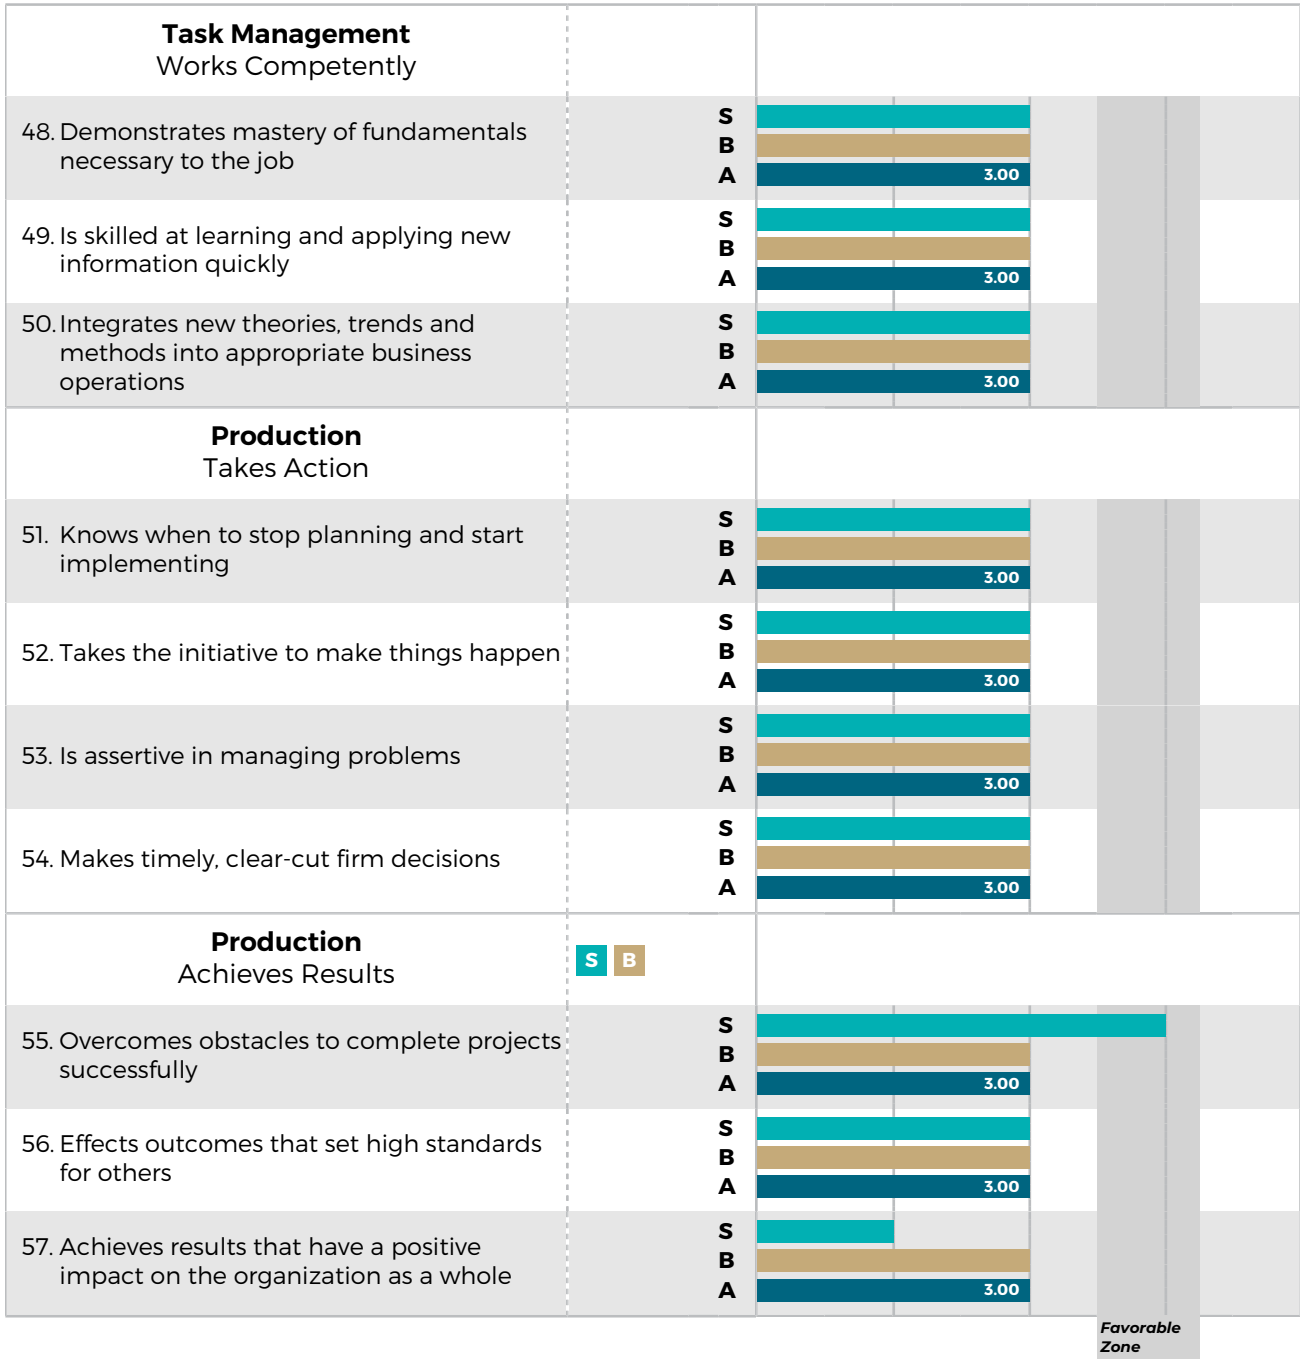 Task Management
Works Competently
48. Demonstrates mastery of fundamentals
necessary to the job
S
B
A 3.00
49. Is skilled at learning and applying new
information quickly
S
B
A 3.00
50. Integrates new theories, trends and
methods into appropriate business
operations
S
B
A 3.00
Production
Takes Action
51. Knows when to stop planning and start
implementing
S
B
A 3.00
52. Takes the initiative to make things happen
S
B
A 3.00
53. Is assertive in managing problems
S
B
A 3.00
54. Makes timely, clear-cut firm decisions
S
B
A 3.00
Production
Achieves Results
S B
55. Overcomes obstacles to complete projects
successfully
S
B
A 3.00
56. Effects outcomes that set high standards
for others
S
B
A 3.00
57. Achieves results that have a positive
impact on the organization as a whole
S
B
A 3.00
Favorable
Zone